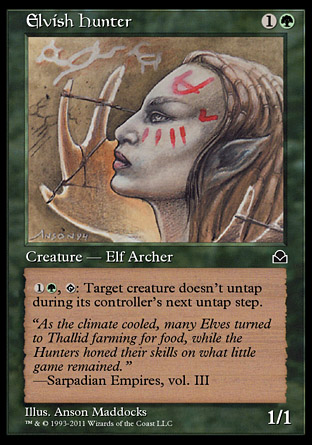 Elvish Hunter 1
ANSON 94
Creature — Elf Archer
1, : Target creature doesn't untap
during its controller's next untap step.
"As the climate cooled, many Elves turned
to Thallid farming for food, while the
Hunters honed their skills on what little
game remained."
—Sarpadian Empires, vol. III
Illus. Anson Maddocks
™ & © 1993-2011 Wizards of the Coast LLC
1/1